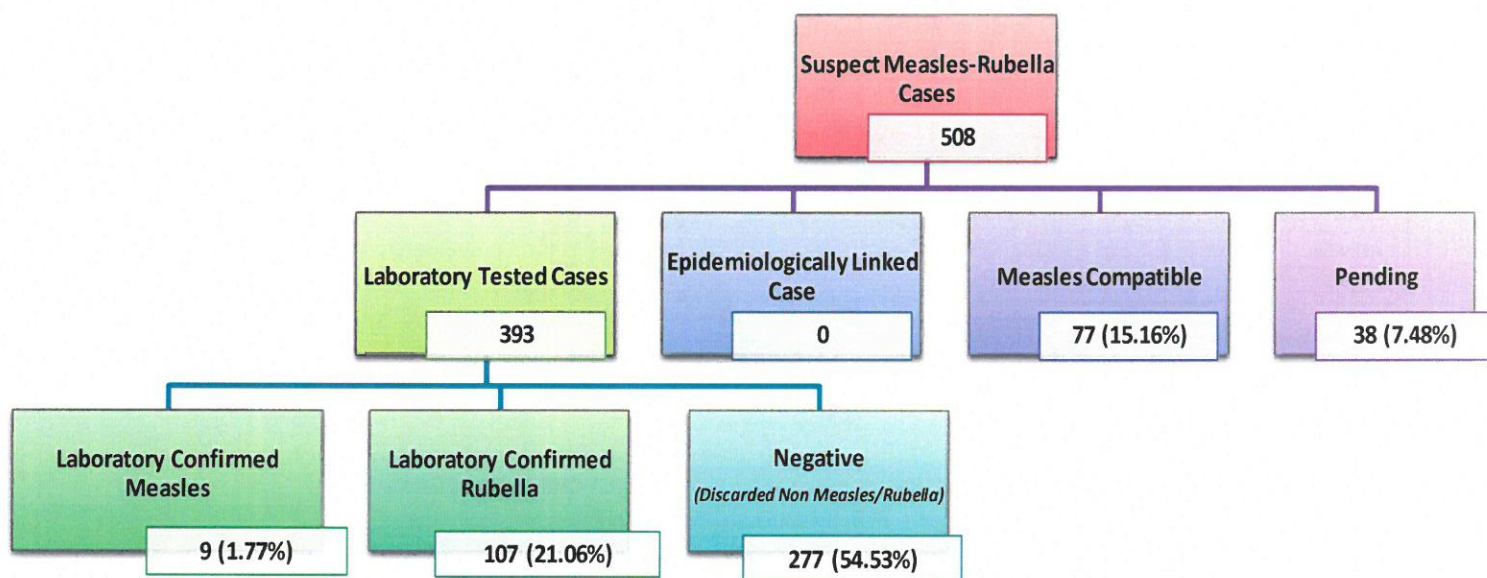 Suspect Measles-Rubella
Cases
508
Laboratory Tested Cases
393
Epidemiologically Linked
Case
0
Measles Compatible
77 (15.16%)
Pending
38 (7.48%)
Laboratory Confirmed
Measles
9 (1.77%)
Laboratory Confirmed
Rubella
107 (21.06%)
Negative
(Discarded Non Measles/Rubella)
277 (54.53%)